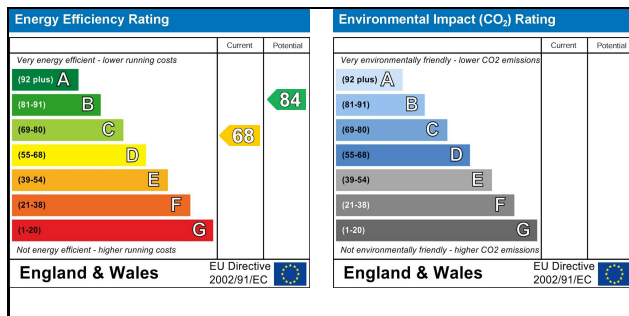 Energy Efficiency Rating
Current Potential
Very energy efficient - lower running costs
(92 plus) A
(81-91) B
(69-80) C
(55-68) D
(39-54) E
(21-38) F
(1-20) G
84
68
Not energy efficient - higher running costs
England & Wales
EU Directive
2002/91/EC
Environmental Impact (CO₂) Rating
Current Potential
Very environmentally friendly - lower CO2 emissions
(92 plus) A
(81-91) B
(69-80) C
(55-68) D
(39-54) E
(21-38) F
(1-20) G
Not environmentally friendly - higher CO2 emissions
England & Wales
EU Directive
2002/91/EC